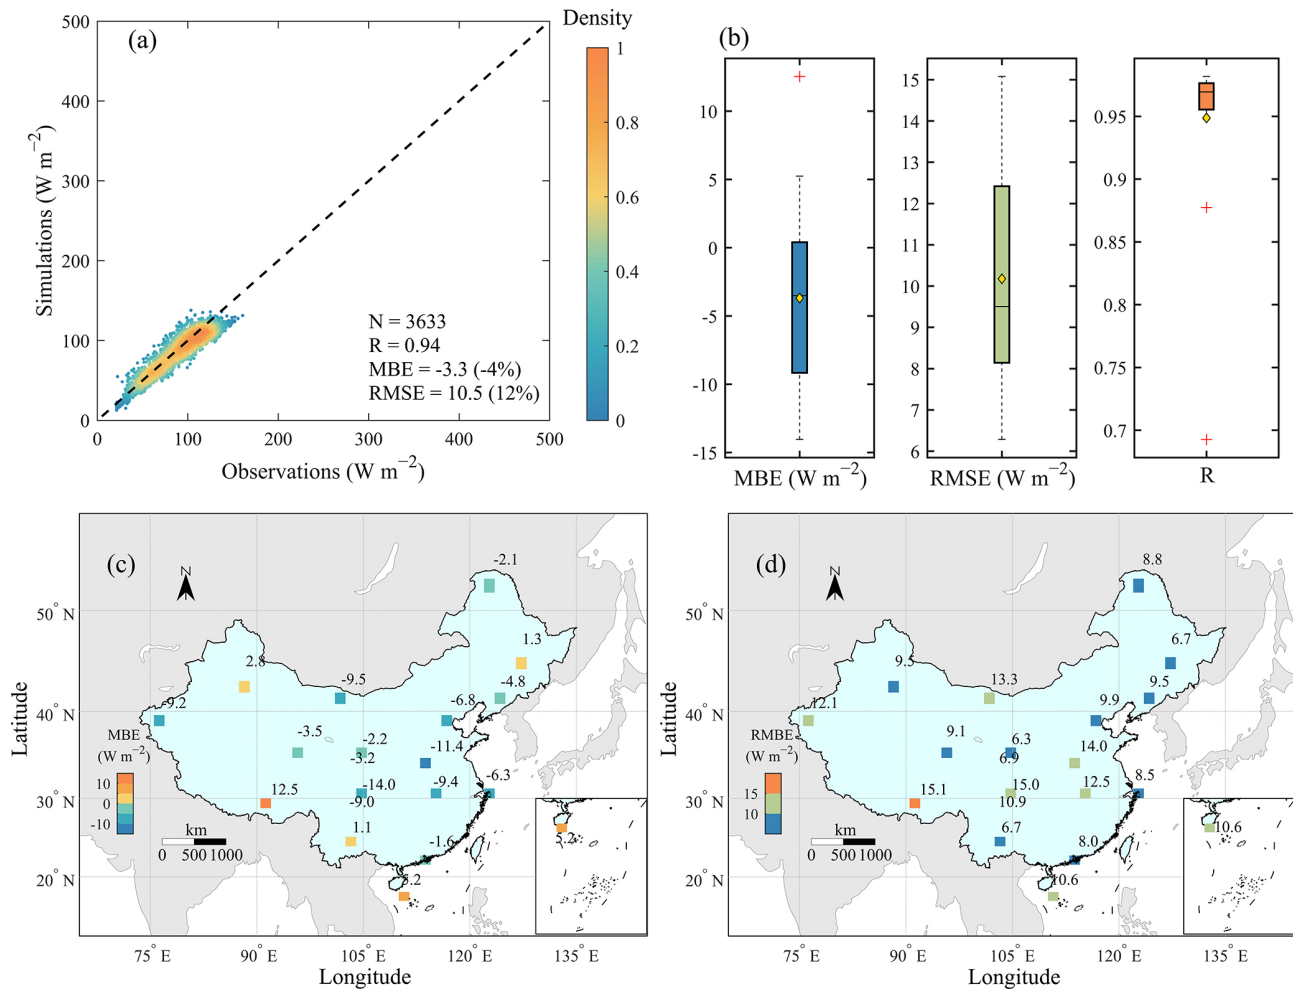 (a)
Density
500
400
300
200
100
0
0 100 200 300 400 500
Simulations (W m−2)
Observations (W m−2)
N = 3633
R = 0.94
MBE = -3.3 (-4%)
RMSE = 10.5 (12%)
1
0.8
0.6
0.4
0.2
0
(b)
10
5
0
-5
-10
-15
MBE (W m−2)
15
14
13
12
11
10
9
8
7
6
RMSE (W m−2)
0.95
0.9
0.85
0.8
0.75
0.7
R
(c)
N
-2.1
1.3
2.8
-9.5
-4.8
-9.2
-6.8
-3.5
-2.2
-3.2
-11.4
12.5
-14.0
-9.0
-9.4
-6.3
1.1
-1.6
5.2
5.2
MBE
(W m−2)
10
0
-10
km
0 500 1000
50° N
40° N
30° N
20° N
75° E 90° E 105° E 120° E 135° E
Latitude
Longitude
(d)
N
8.8
6.7
9.5
13.3
9.5
12.1
9.9
9.1
6.3
6.9
14.0
15.1
15.0
10.9
12.5
8.5
6.7
8.0
10.6
10.6
RMBE
(W m−2)
15
10
km
0 500 1000
50° N
40° N
30° N
20° N
75° E 90° E 105° E 120° E 135° E
Latitude
Longitude